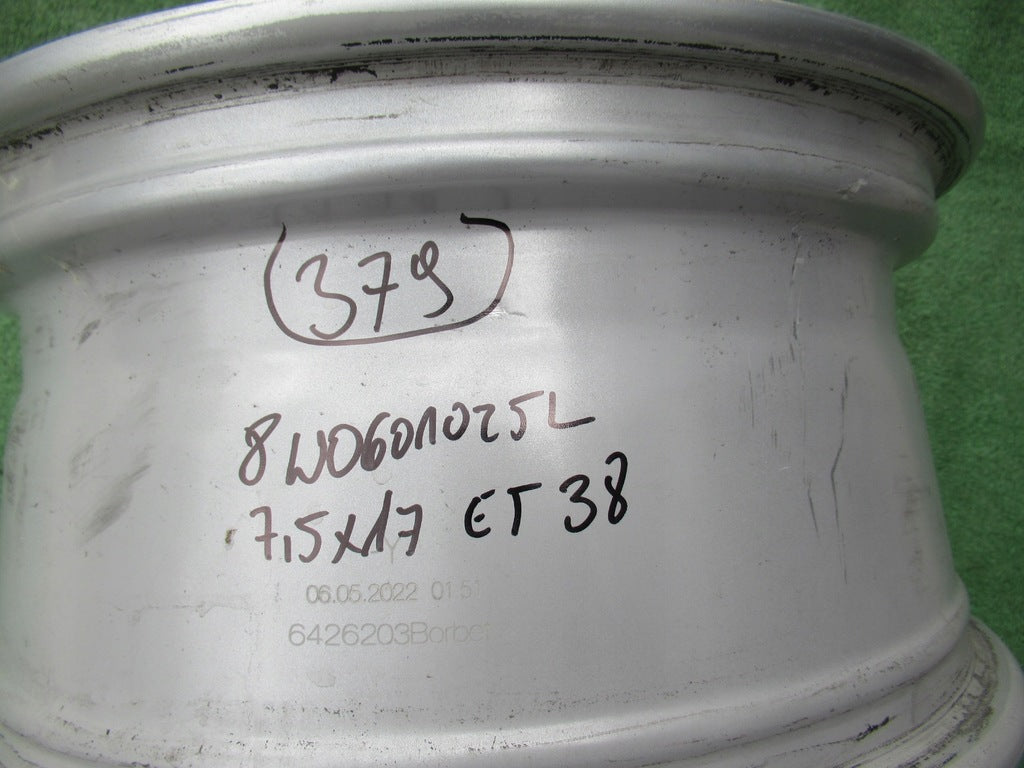 379
8W0601025L
7,5x17 ET 38
06.05.2022 01:51
6426203Borbet